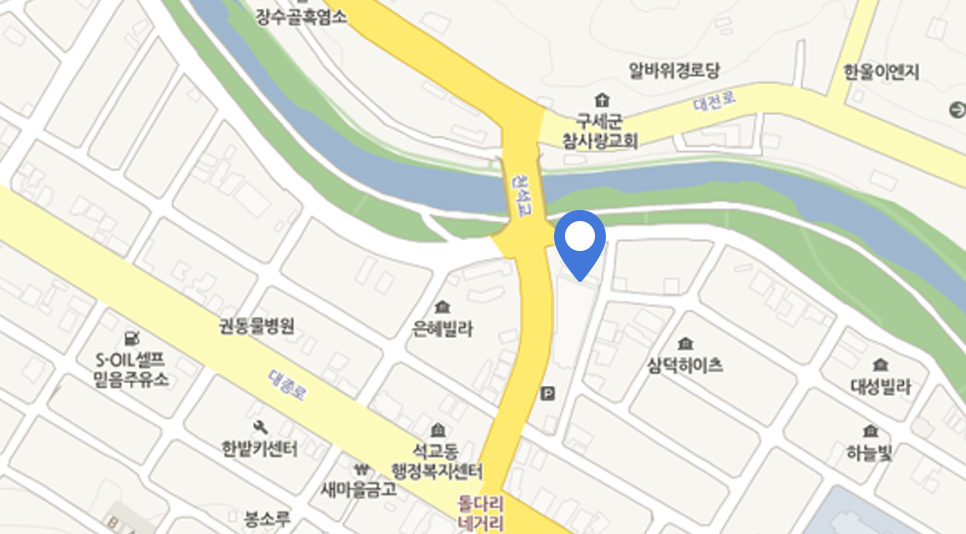 장수골흑염소
알바위경로당
한울이엔지
대전로
구세군
참사랑교회
천석교
은혜빌라
권동물병원
S-OIL셀프
믿음주유소
삼덕하이츠
대성빌라
대종로
P
한밭키센터
석교동
행정복지센터
하늘빛
새마을금고
돌다리
네거리
봉소루
B